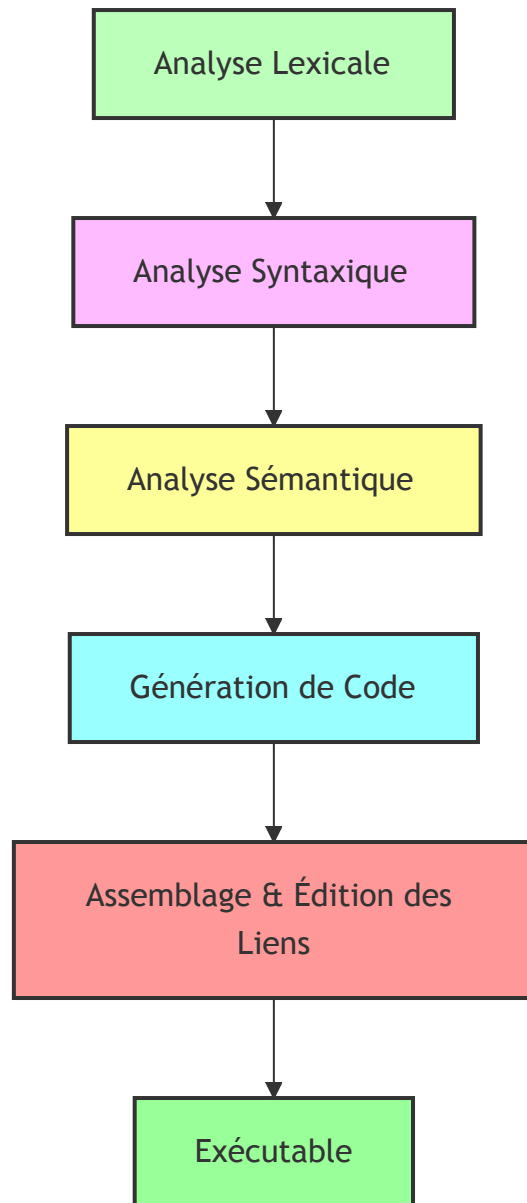 Analyse Lexicale
Analyse Syntaxique
Analyse Sémantique
Génération de Code
Assemblage & Édition des
Liens
Exécutable